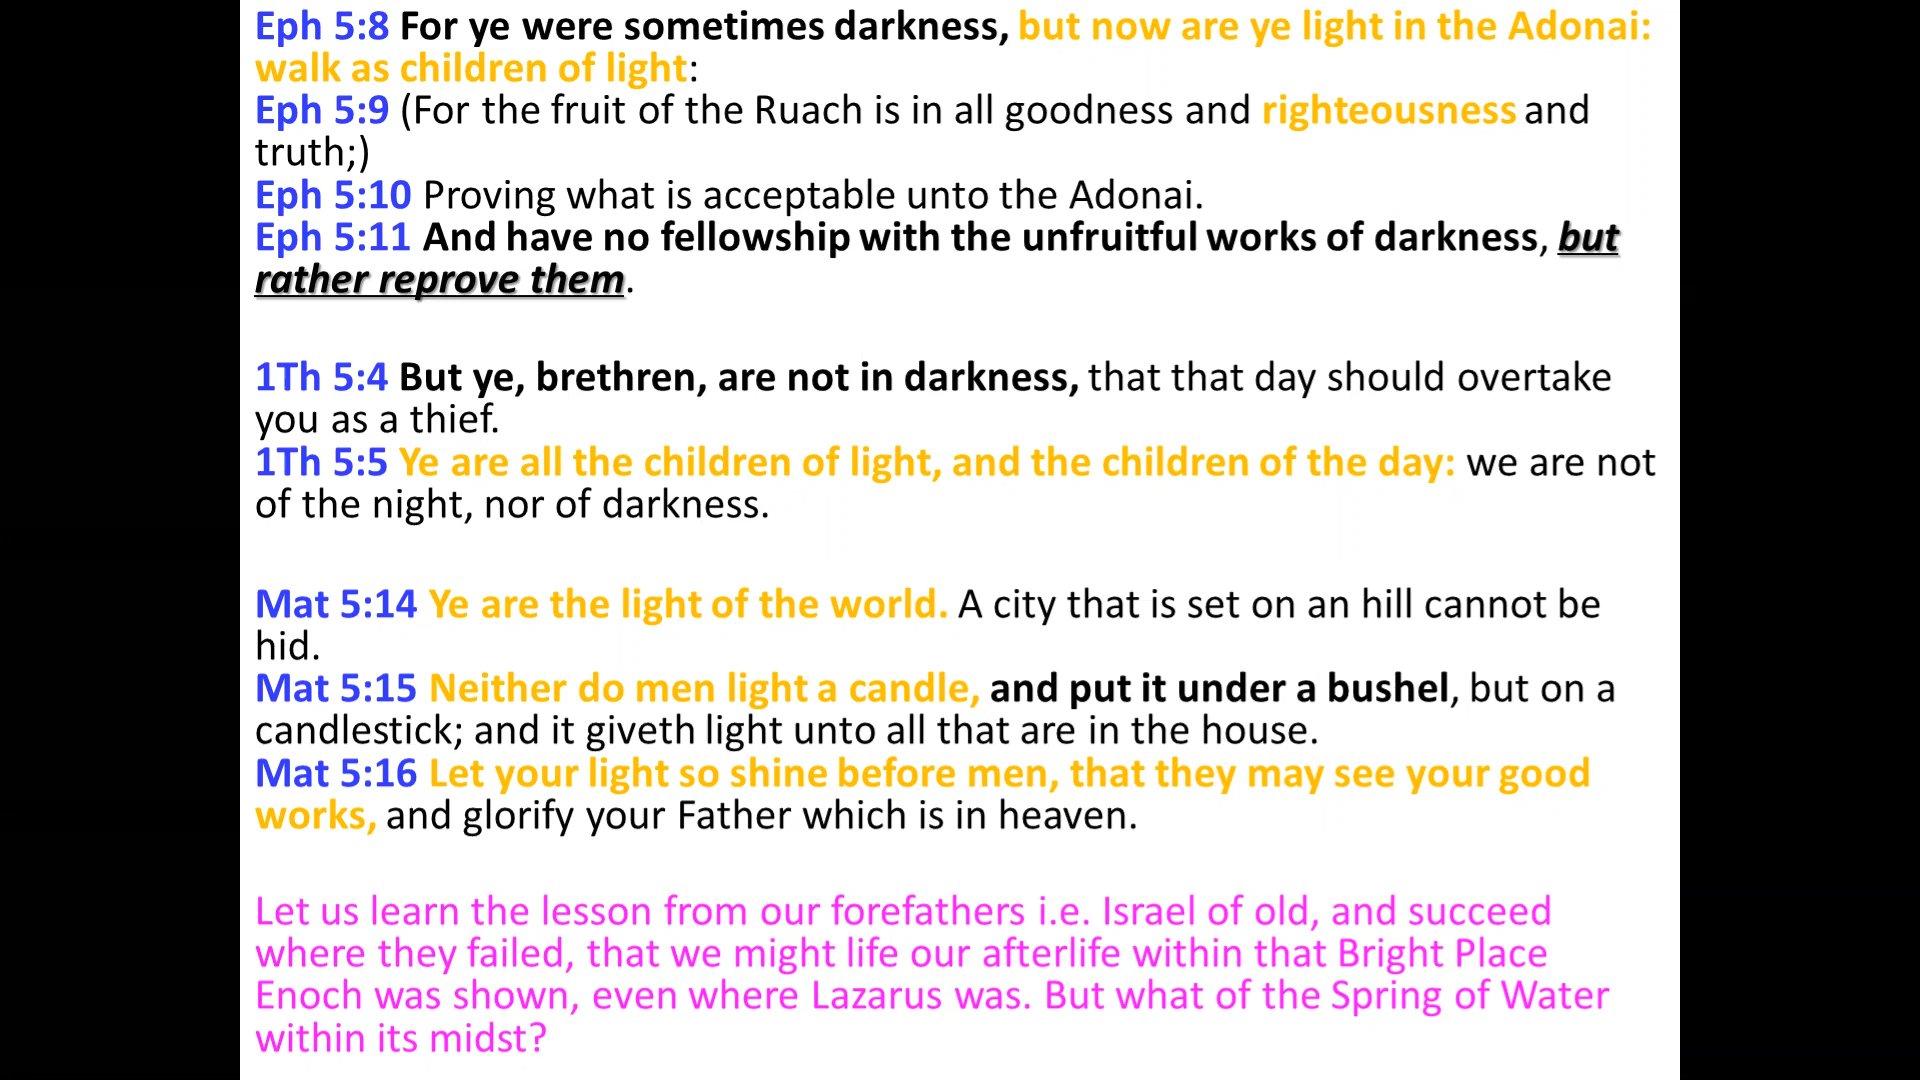 Eph 5:8 For ye were sometimes darkness, but now are ye light in the Adonai:
walk as children of light:
Eph 5:9 (For the fruit of the Ruach is in all goodness and righteousness and
truth;)
Eph 5:10 Proving what is acceptable unto the Adonai.
Eph 5:11 And have no fellowship with the unfruitful works of darkness, but
rather reprove them.
1Th 5:4 But ye, brethren, are not in darkness, that that day should overtake
you as a thief.
1Th 5:5 Ye are all the children of light, and the children of the day: we are not
of the night, nor of darkness.
Mat 5:14 Ye are the light of the world. A city that is set on an hill cannot be
hid.
Mat 5:15 Neither do men light a candle, and put it under a bushel, but on a
candlestick; and it giveth light unto all that are in the house.
Mat 5:16 Let your light so shine before men, that they may see your good
works, and glorify your Father which is in heaven.
Let us learn the lesson from our forefathers i.e. Israel of old, and succeed
where they failed, that we might life our afterlife within that Bright Place
Enoch was shown, even where Lazarus was. But what of the Spring of Water
within its midst?